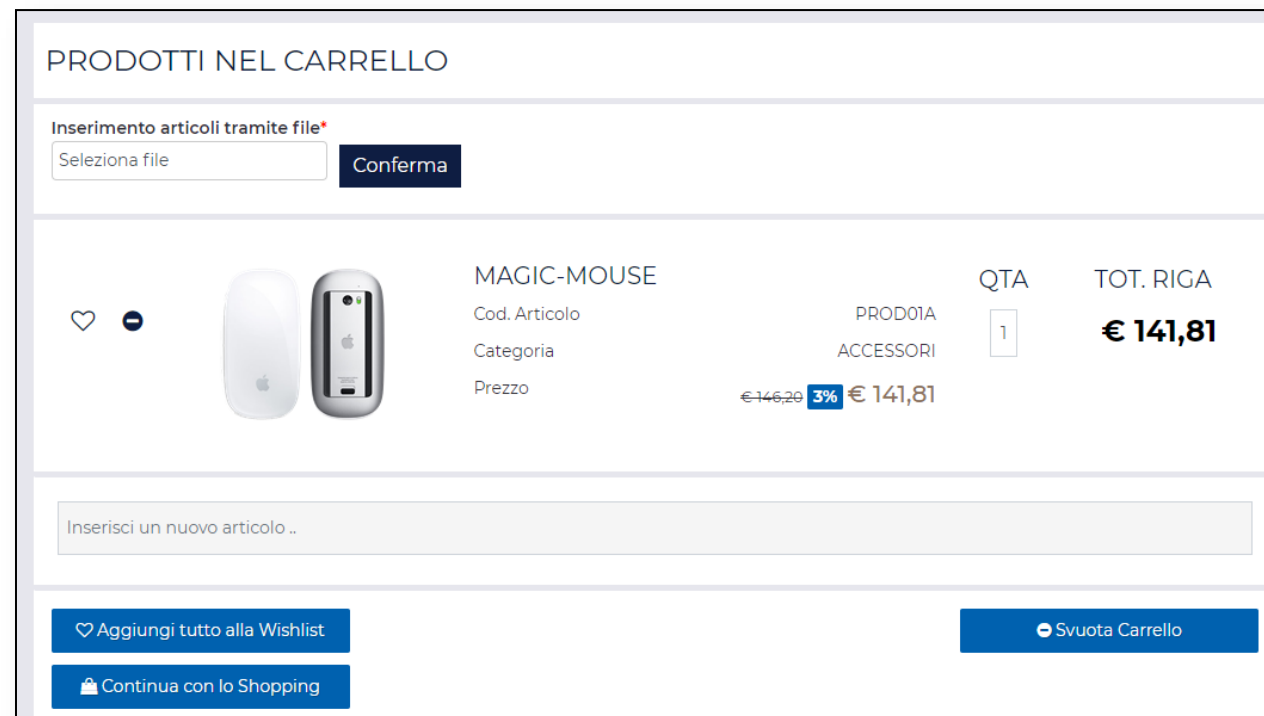 PRODOTTI NEL CARRELLO
Inserimento articoli tramite file*
Seleziona file
Conferma
MAGIC-MOUSE
QTA
TOT. RIGA
Cod. Articolo
PROD01A
1
€ 141,81
Categoria
ACCESSORI
Prezzo
€ 146,20 3% € 141,81
Inserisci un nuovo articolo ..
Aggiungi tutto alla Wishlist
Svuota Carrello
Continua con lo Shopping